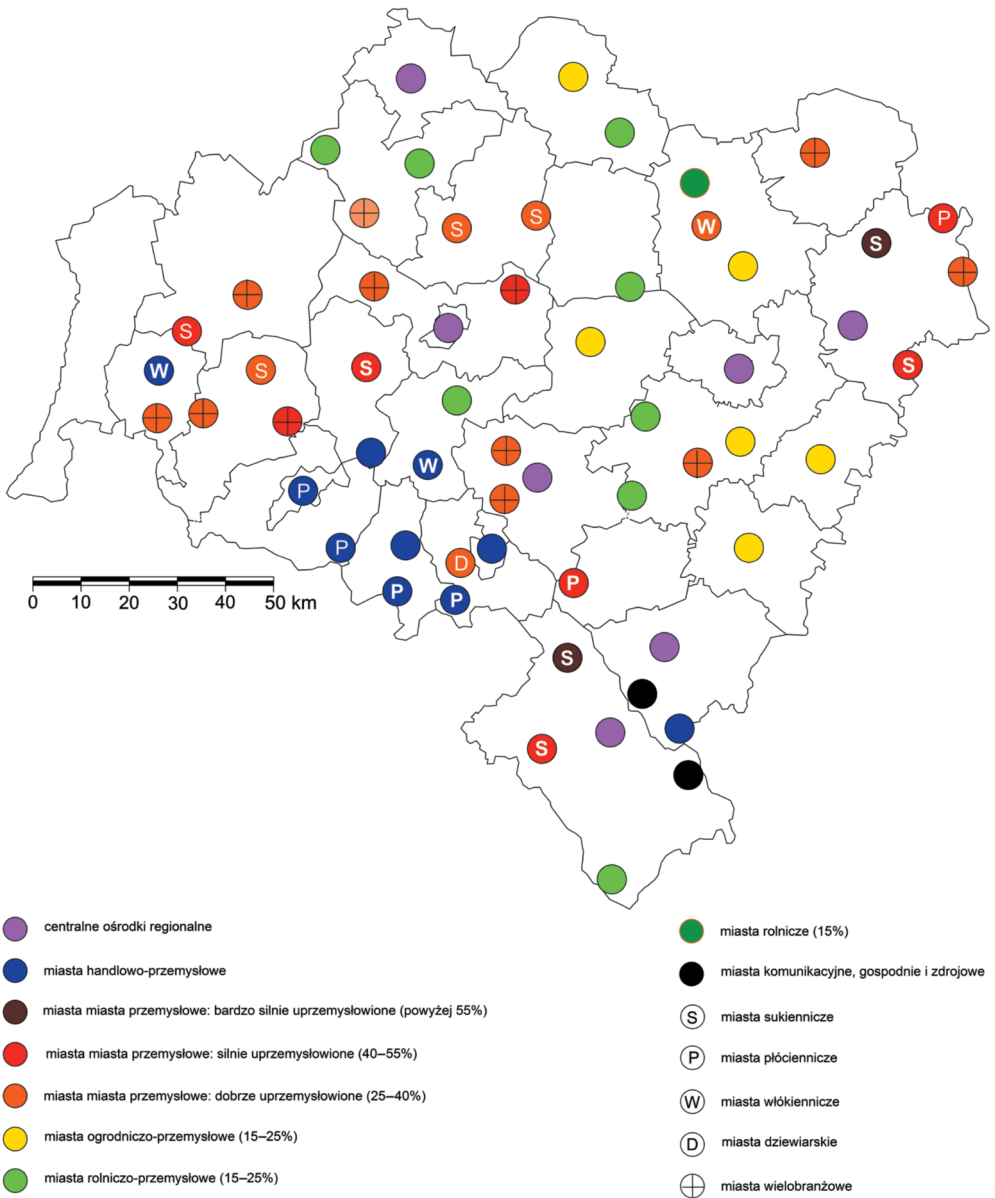 S
S
W
P
S
P
S
S
S
W
S
S
W
P
P
D
P
P
P
S
S
0 10 20 30 40 50 km
centralne ośrodki regionalne
miasta handlowo-przemysłowe
miasta miasta przemysłowe: bardzo silnie uprzemysłowione (powyżej 55%)
miasta miasta przemysłowe: silnie uprzemysłowione (40–55%)
miasta miasta przemysłowe: dobrze uprzemysłowione (25–40%)
miasta ogrodniczo-przemysłowe (15–25%)
miasta rolniczo-przemysłowe (15–25%)
miasta rolnicze (15%)
miasta komunikacyjne, gospodnie i zdrojowe
S miasta sukiennicze
P miasta płóciennicze
W miasta włókiennicze
D miasta dziewiarskie
miasta wielobranżowe